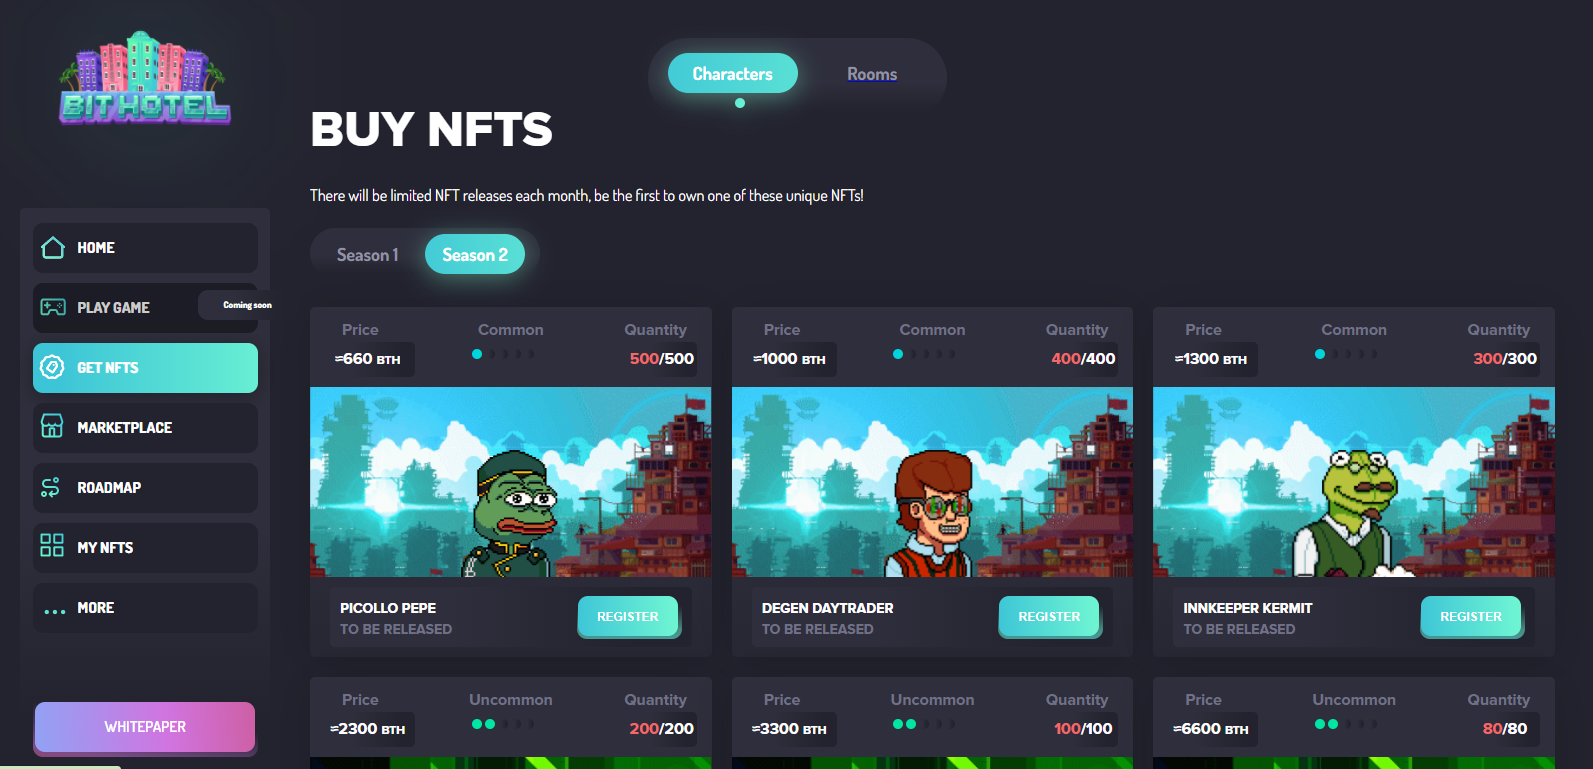 BIT HOTEL
Characters
Rooms
BUY NFTS
There will be limited NFT releases each month, be the first to own one of these unique NFTs!
Season 1
Season 2
HOME
PLAY GAME
Coming soon
GET NFTS
MARKETPLACE
ROADMAP
MY NFTS
... MORE
WHITEPAPER
Price Common Quantity
≈660 BTH 500/500
PICOLLO PEPE
TO BE RELEASED
REGISTER
Price Common Quantity
≈1000 BTH 400/400
DEGEN DAYTRADER
TO BE RELEASED
REGISTER
Price Common Quantity
≈1300 BTH 300/300
INNKEEPER KERMIT
TO BE RELEASED
REGISTER
Price Uncommon Quantity
≈2300 BTH 200/200
Price Uncommon Quantity
≈3300 BTH 100/100
Price Uncommon Quantity
≈6600 BTH 80/80